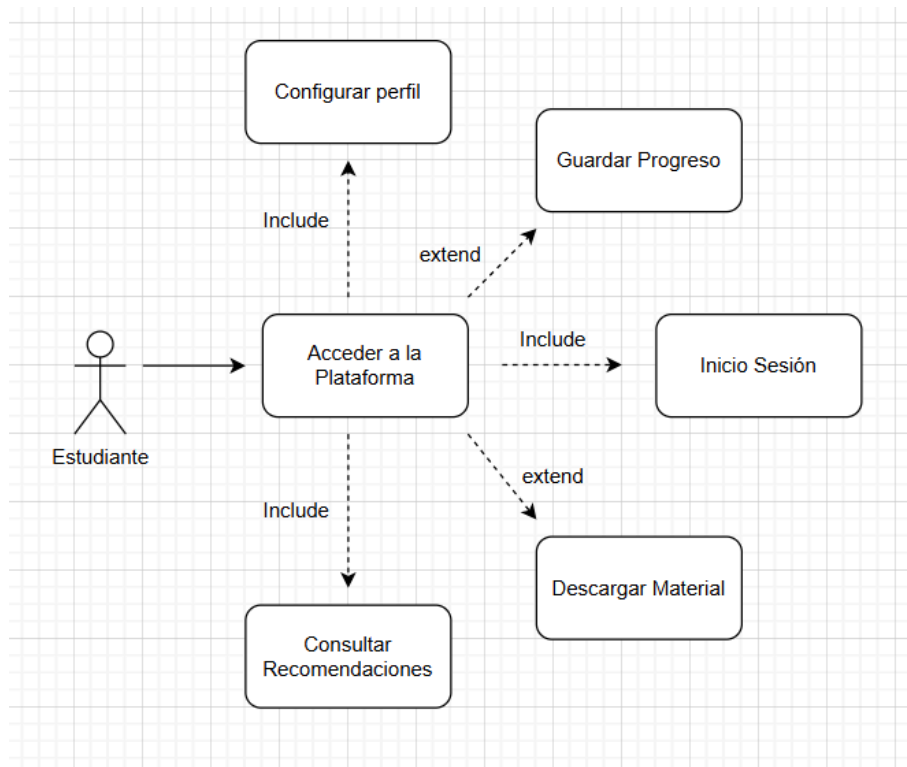 Configurar perfil
Guardar Progreso
Include
extend
Include
Acceder a la
Plataforma
Inicio Sesión
Estudiante
extend
Include
Descargar Material
Consultar
Recomendaciones